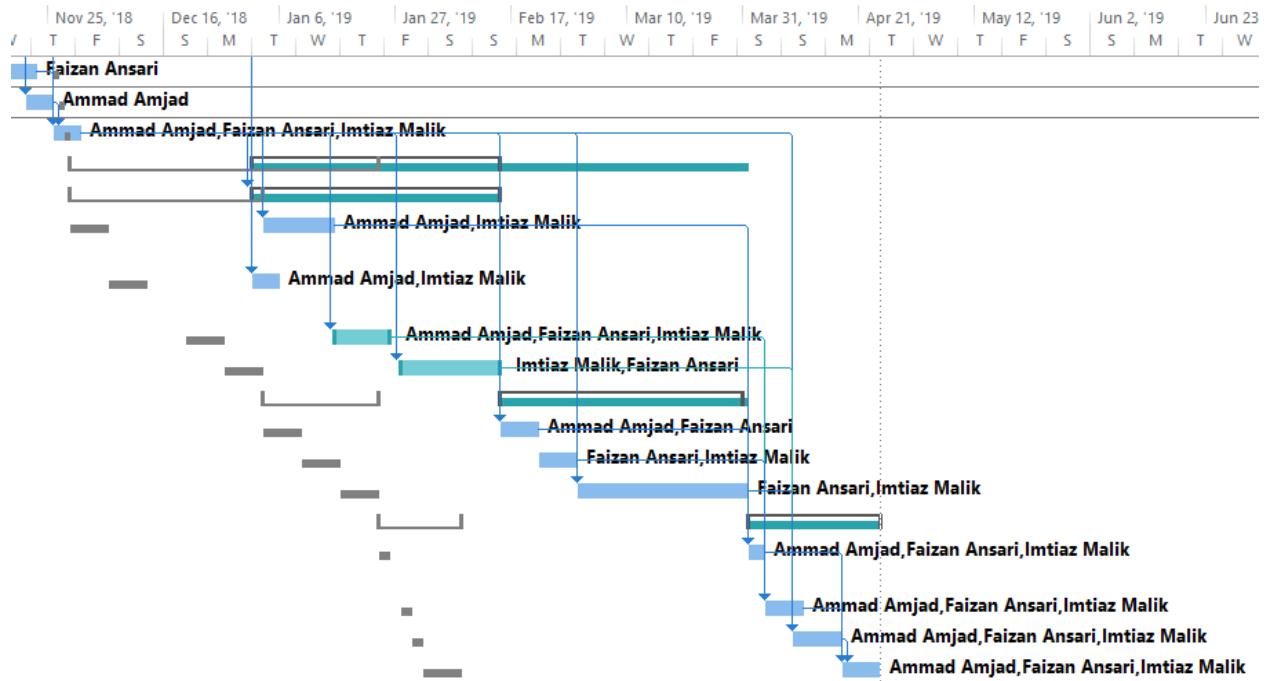 Nov 25, '18 Dec 16, '18 Jan 6, '19 Jan 27, '19 Feb 17, '19 Mar 10, '19 Mar 31, '19 Apr 21, '19 May 12, '19 Jun 2, '19 Jun 23
T F S S M T W T F S S M T W T F S S M T W T F S S M T W
Faizan Ansari
Ammad Amjad
Ammad Amjad,Faizan Ansari,Imtiaz Malik
Ammad Amjad,Imtiaz Malik
Ammad Amjad,Imtiaz Malik
Ammad Amjad,Faizan Ansari,Imtiaz Malik
Imtiaz Malik,Faizan Ansari
Ammad Amjad,Faizan Ansari
Faizan Ansari,Imtiaz Malik
Faizan Ansari,Imtiaz Malik
Ammad Amjad,Faizan Ansari,Imtiaz Malik
Ammad Amjad,Faizan Ansari,Imtiaz Malik
Ammad Amjad,Faizan Ansari,Imtiaz Malik
Ammad Amjad,Faizan Ansari,Imtiaz Malik